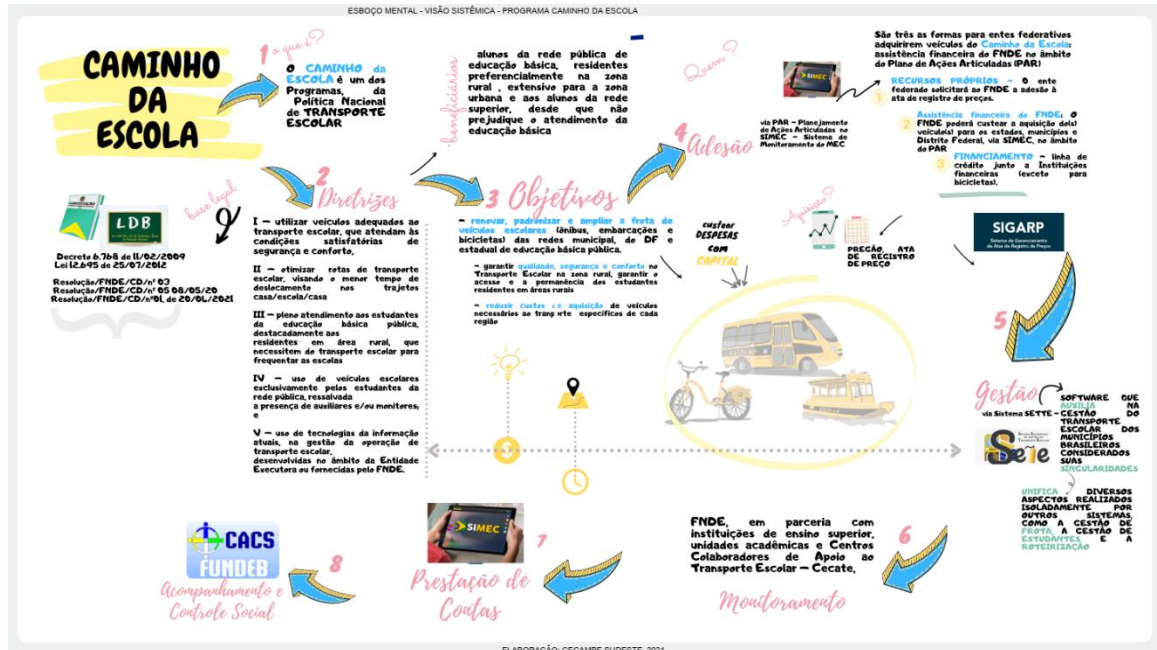 ESBOÇO MENTAL - VISÃO SISTÊMICA - PROGRAMA CAMINHO DA ESCOLA
CAMINHO
DA
ESCOLA
1 o que é?
O CAMINHO da
ESCOLA é um dos
Programas, da
Política Nacional
de TRANSPORTE
ESCOLAR
beneficiários
alunos da rede pública de
educação básica, residentes
preferencialmente na zona
rural , extensivo para a zona
urbana e aos alunos da rede
superior, desde que não
prejudique o atendimento da
educação básica
base legal
LDB
Decreto 6.768 de 11/02/2009
Lei 12.695 de 25/07/2012
Resolução/FNDE/CD/nº 03
Resolução/FNDE/CD/nº 05 08/05/20
Resolução/FNDE/CD/nº01, de 20/04/2021
2
Diretrizes
I – utilizar veículos adequados ao
transporte escolar, que atendam às
condições satisfatórias de
segurança e conforto,
II – otimizar rotas de transporte
escolar, visando o menor tempo de
deslocamento nos trajetos
casa/escola/casa
III – pleno atendimento aos estudantes
da educação básica pública,
destacadamente aos
residentes em área rural, que
necessitem do transporte escolar para
frequentar as escolas
IV – uso de veículos escolares
exclusivamente pelos estudantes da
rede pública, ressalvada
a presença de auxiliares e/ou monitores;
e
V – uso de tecnologias da informação
atuais, na gestão da operação de
transporte escolar,
desenvolvidas no âmbito da Entidade
Executora ou fornecidas pelo FNDE.
3 Objetivos
– renovar, padronizar e ampliar a frota de
veículos escolares (ônibus, embarcações e
bicicletas) das redes municipal, do DF e
estadual de educação básica pública.
– garantir qualidade, segurança e conforto no
Transporte Escolar na zona rural, garantir o
acesso e a permanência dos estudantes
residentes em áreas rurais
– reduzir custos na aquisição de veículos
necessários ao transporte específicos de cada
região
custear
DESPESAS
COM
CAPITAL
4
Adesão
Quem?
SIMEC
via PAR – Planejamento
de Ações Articuladas no
SIMEC – Sistema de
Monitoramento do MEC
São três as formas para entes federativos
adquirirem veículos do Caminho da Escola:
assistência financeira do FNDE no âmbito
do Plano de Ações Articuladas (PAR)
1 RECURSOS PRÓPRIOS – O ente
federado solicitará ao FNDE a adesão à
ata de registro de preços.
2 Assistência financeira do FNDE: O
FNDE poderá custear a aquisição do(s)
veículo(s) para os estados, municípios e
Distrito Federal, via SIMEC, no âmbito
do PAR
3 FINANCIAMENTO – linha de
crédito junto a Instituições
financeiras (exceto para
bicicletas).
Aquisição?
PREGÃO, ATA
DE REGISTRO
DE PREÇO
SIGARP
Sistema de Gerenciamento
de Atas de Registro de Preços
5
Gestão
via Sistema SETTE –
Sete
SOFTWARE QUE
AUXILIA NA
GESTÃO DO
TRANSPORTE
ESCOLAR DOS
MUNICÍPIOS
BRASILEIROS
CONSIDERADOS
SUAS
SINGULARIDADES
UNIFICA DIVERSOS
ASPECTOS REALIZADOS
ISOLADAMENTE POR
OUTROS SISTEMAS,
COMO A GESTÃO DE
FROTA, A GESTÃO DE
ESTUDANTES E A
ROTEIRIZAÇÃO
6
FNDE, em parceria com
instituições de ensino superior,
unidades acadêmicas e Centros
Colaboradores de Apoio ao
Transporte Escolar – Cecate.
Monitoramento
7
SIMEC
Prestação de
Contas
8
CACS
FUNDEB
Acompanhamento e
Controle Social
ELABORAÇÃO: CECAMPE SUDESTE, 2021